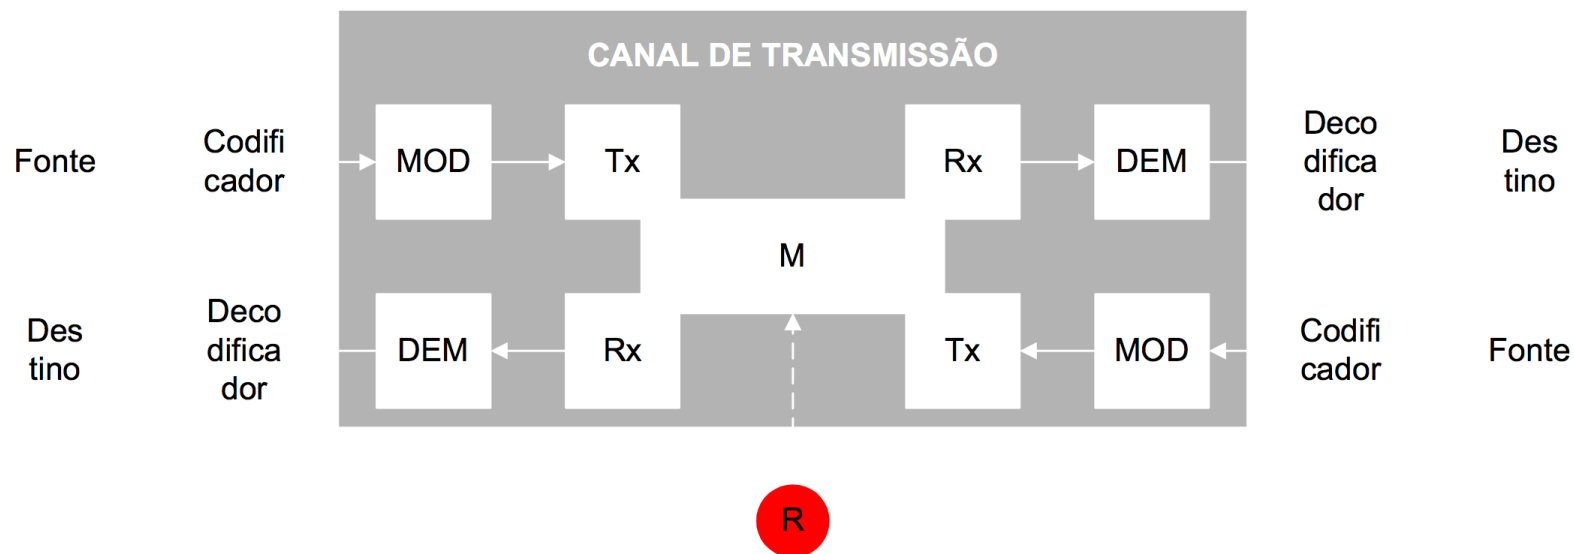 CANAL DE TRANSMISSÃO
Fonte
Codifi
cador
MOD
Tx
Rx
DEM
Deco
difica
dor
Des
tino
M
Des
tino
Deco
difica
dor
DEM
Rx
Tx
MOD
Codifi
cador
Fonte
R